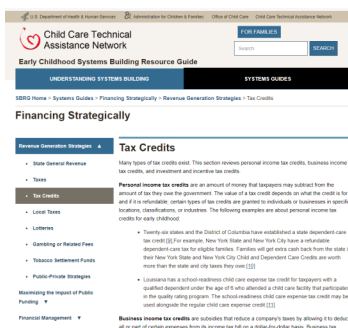 U.S. Department of Health & Human Services Administration for Children & Families Office of Child Care Child Care Technical Assistance Network
Child Care Technical
Assistance Network
FOR FAMILIES
Search
SEARCH
Early Childhood Systems Building Resource Guide
UNDERSTANDING SYSTEMS BUILDING
SYSTEMS GUIDES
SBRG Home > Systems Guides > Financing Strategically > Revenue Generation Strategies > Tax Credits
Financing Strategically
Revenue Generation Strategies
State General Revenue
Taxes
Tax Credits
Local Taxes
Lotteries
Gambling or Related Fees
Tobacco Settlement Funds
Public-Private Strategies
Maximizing the Impact of Public
Funding
Financial Management
Tax Credits
Many types of tax credits exist. This section reviews personal income tax credits, business income
tax credits, and investment and incentive tax credits.
Personal income tax credits are an amount of money that taxpayers may subtract from the
amount of tax they owe the government. The value of a tax credit depends on what the credit is for
and if it is refundable, certain types of tax credits are granted to individuals or businesses in specific
locations, classifications, or industries. The following examples are about personal income tax
credits for early childhood:
Twenty-six states and the District of Columbia have established a state dependent-care
tax credit.[9] For example, New York State and New York City have a refundable
dependent-care tax for eligible families. Families will get extra cash back from the state i
their New York State and New York City Child and Dependent Care Credits are worth
more than the state and city taxes they owe.[10]
Louisiana has a school-readiness child care expense tax credit for taxpayers with a
qualified dependent under the age of 6 who attended a child care facility that participated
in the quality rating program. The school-readiness child care expense tax credit may be
used alongside the regular child care expense credit.[11]
Business income tax credits are subsidies that reduce a company's taxes by allowing it to deduc
all or part of certain expenses from its income tax bill on a dollar-for-dollar basis. Business tax